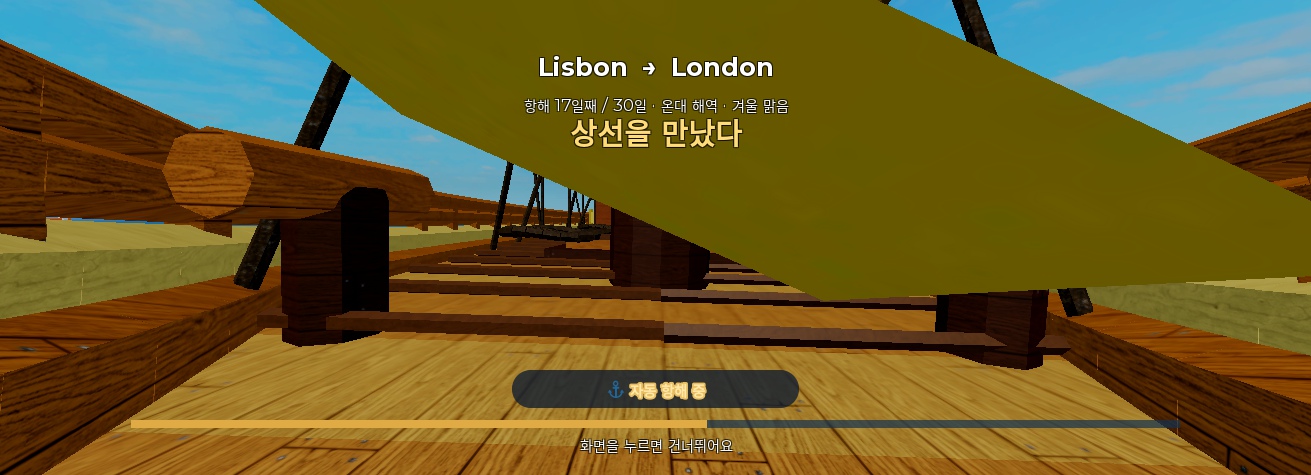 Lisbon → London
항해 17일째 / 30일 · 온대 해역 · 겨울 맑음
상선을 만났다
⚓ 자동 항해 중
화면을 누르면 건너뛰어요